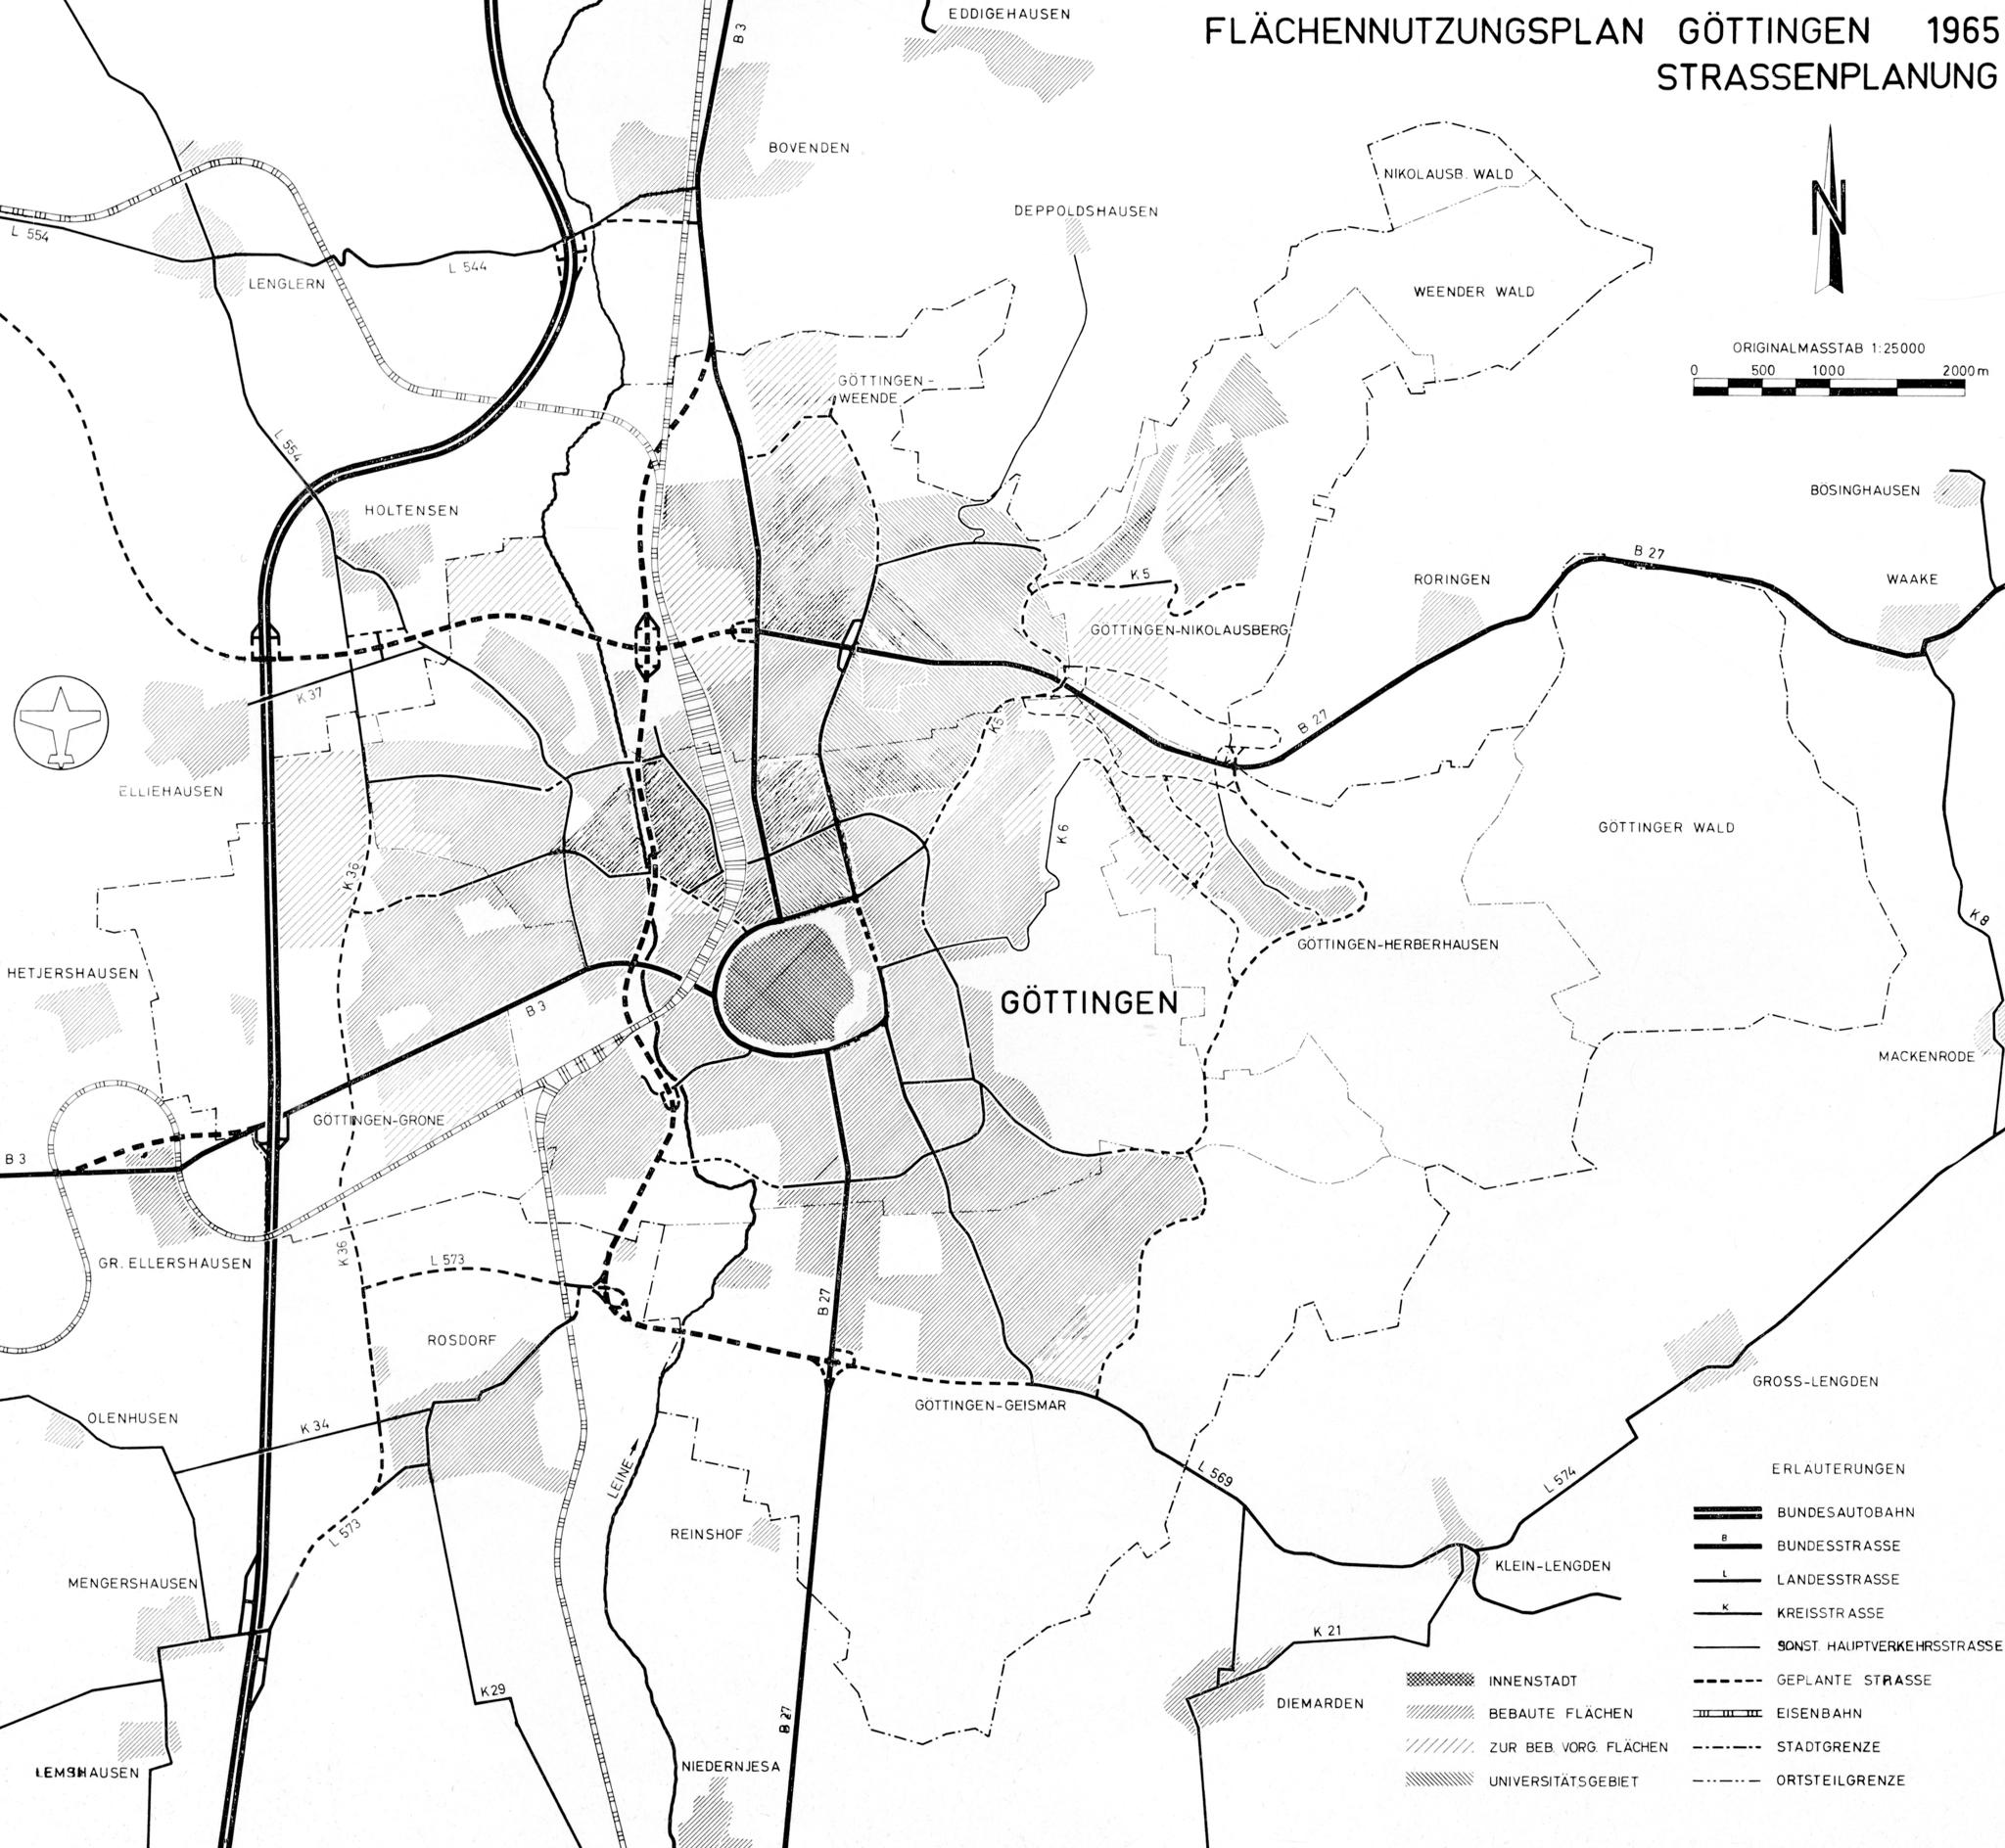 FLÄCHENNUTZUNGSPLAN GÖTTINGEN 1965
STRASSENPLANUNG
EDDIGEHAUSEN
B 3
BOVENDEN
NIKOLAUSB. WALD
DEPPOLDSHAUSEN
N
L 554
L 544
LENGLERN
WEENDER WALD
ORIGINALMASSTAB 1:25000
0 500 1000 2000 m
GÖTTINGEN-
WEENDE
L 554
HOLTENSEN
BÖSINGHAUSEN
B 27
RORINGEN
WAAKE
K 5
GÖTTINGEN-NIKOLAUSBERG
K 37
K5
B 27
ELLIEHAUSEN
K 6
GÖTTINGER WALD
K 36
K 8
GÖTTINGEN-HERBERHAUSEN
HETJERSHAUSEN
GÖTTINGEN
B 3
MACKENRODE
GÖTTINGEN-GRONE
B 3
GR. ELLERSHAUSEN
K 36
L 573
B 27
ROSDORF
GROSS-LENGDEN
GÖTTINGEN-GEISMAR
OLENHUSEN
K 34
LEINE
L 569
L 574
L 573
REINSHOF
KLEIN-LENGDEN
MENGERSHAUSEN
K 21
K29
DIEMARDEN
B 27
NIEDERNJESA
LEMSHAUSEN
ERLÄUTERUNGEN
BUNDESAUTOBAHN
B BUNDESSTRASSE
L LANDESSTRASSE
K KREISSTRASSE
SONST. HAUPTVERKEHRSSTRASSE
GEPLANTE STRASSE
EISENBAHN
STADTGRENZE
ORTSTEILGRENZE
INNENSTADT
BEBAUTE FLÄCHEN
ZUR BEB. VORG. FLÄCHEN
UNIVERSITÄTSGEBIET